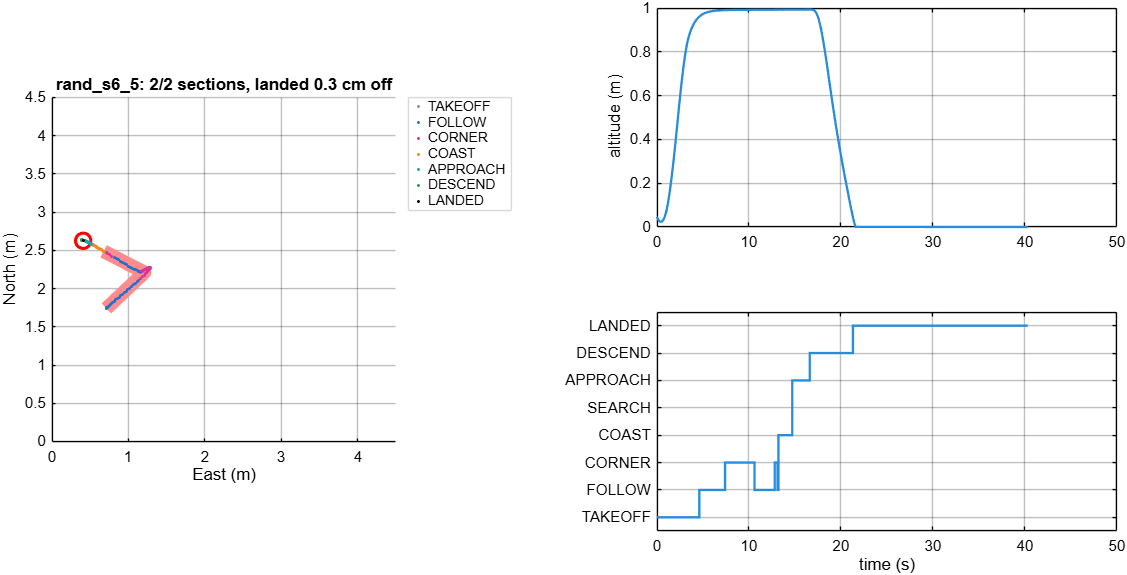 rand_s6_5: 2/2 sections, landed 0.3 cm off
4.5
4
3.5
3
2.5
2
1.5
1
0.5
0
0
1
2
3
4
North (m)
East (m)
TAKEOFF
FOLLOW
CORNER
COAST
APPROACH
DESCEND
LANDED
1
0.8
0.6
0.4
0.2
0
altitude (m)
0
10
20
30
40
50
LANDED
DESCEND
APPROACH
SEARCH
COAST
CORNER
FOLLOW
TAKEOFF
0
10
20
30
40
50
time (s)